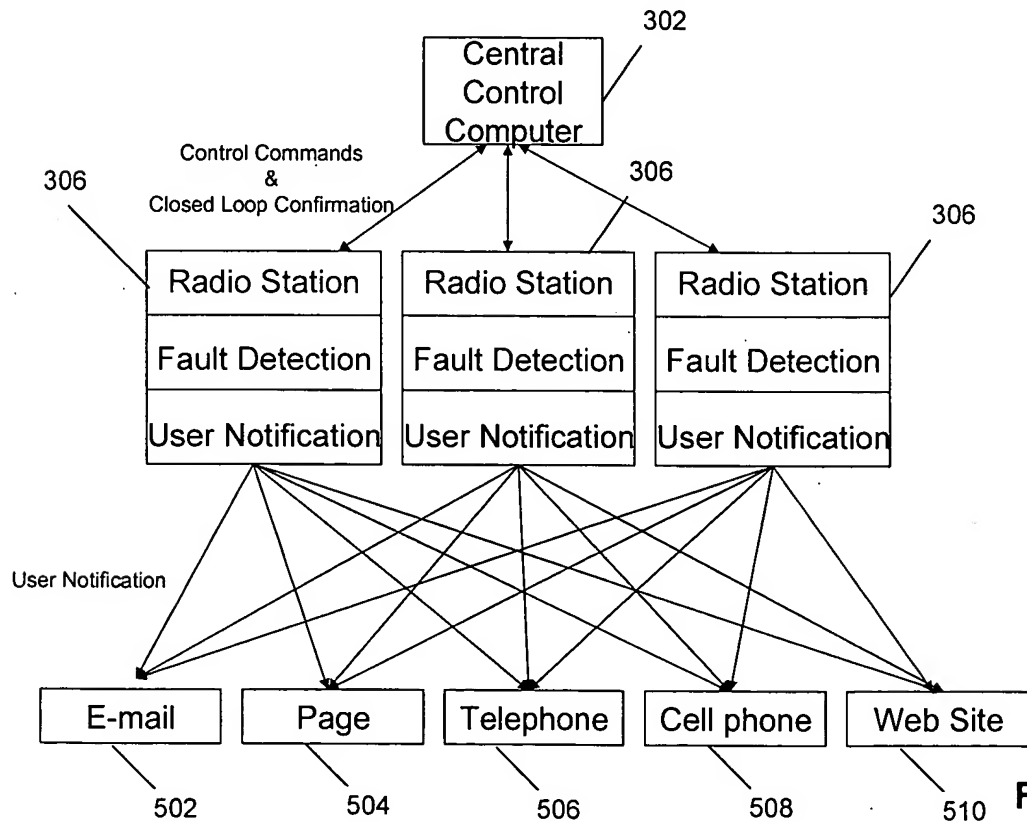 302
Central
Control
Computer
Control Commands
&
Closed Loop Confirmation
306
306
306
Radio Station
Radio Station
Radio Station
Fault Detection
Fault Detection
Fault Detection
User Notification
User Notification
User Notification
User Notification
E-mail
Page
Telephone
Cell phone
Web Site
502
504
506
508
510
F